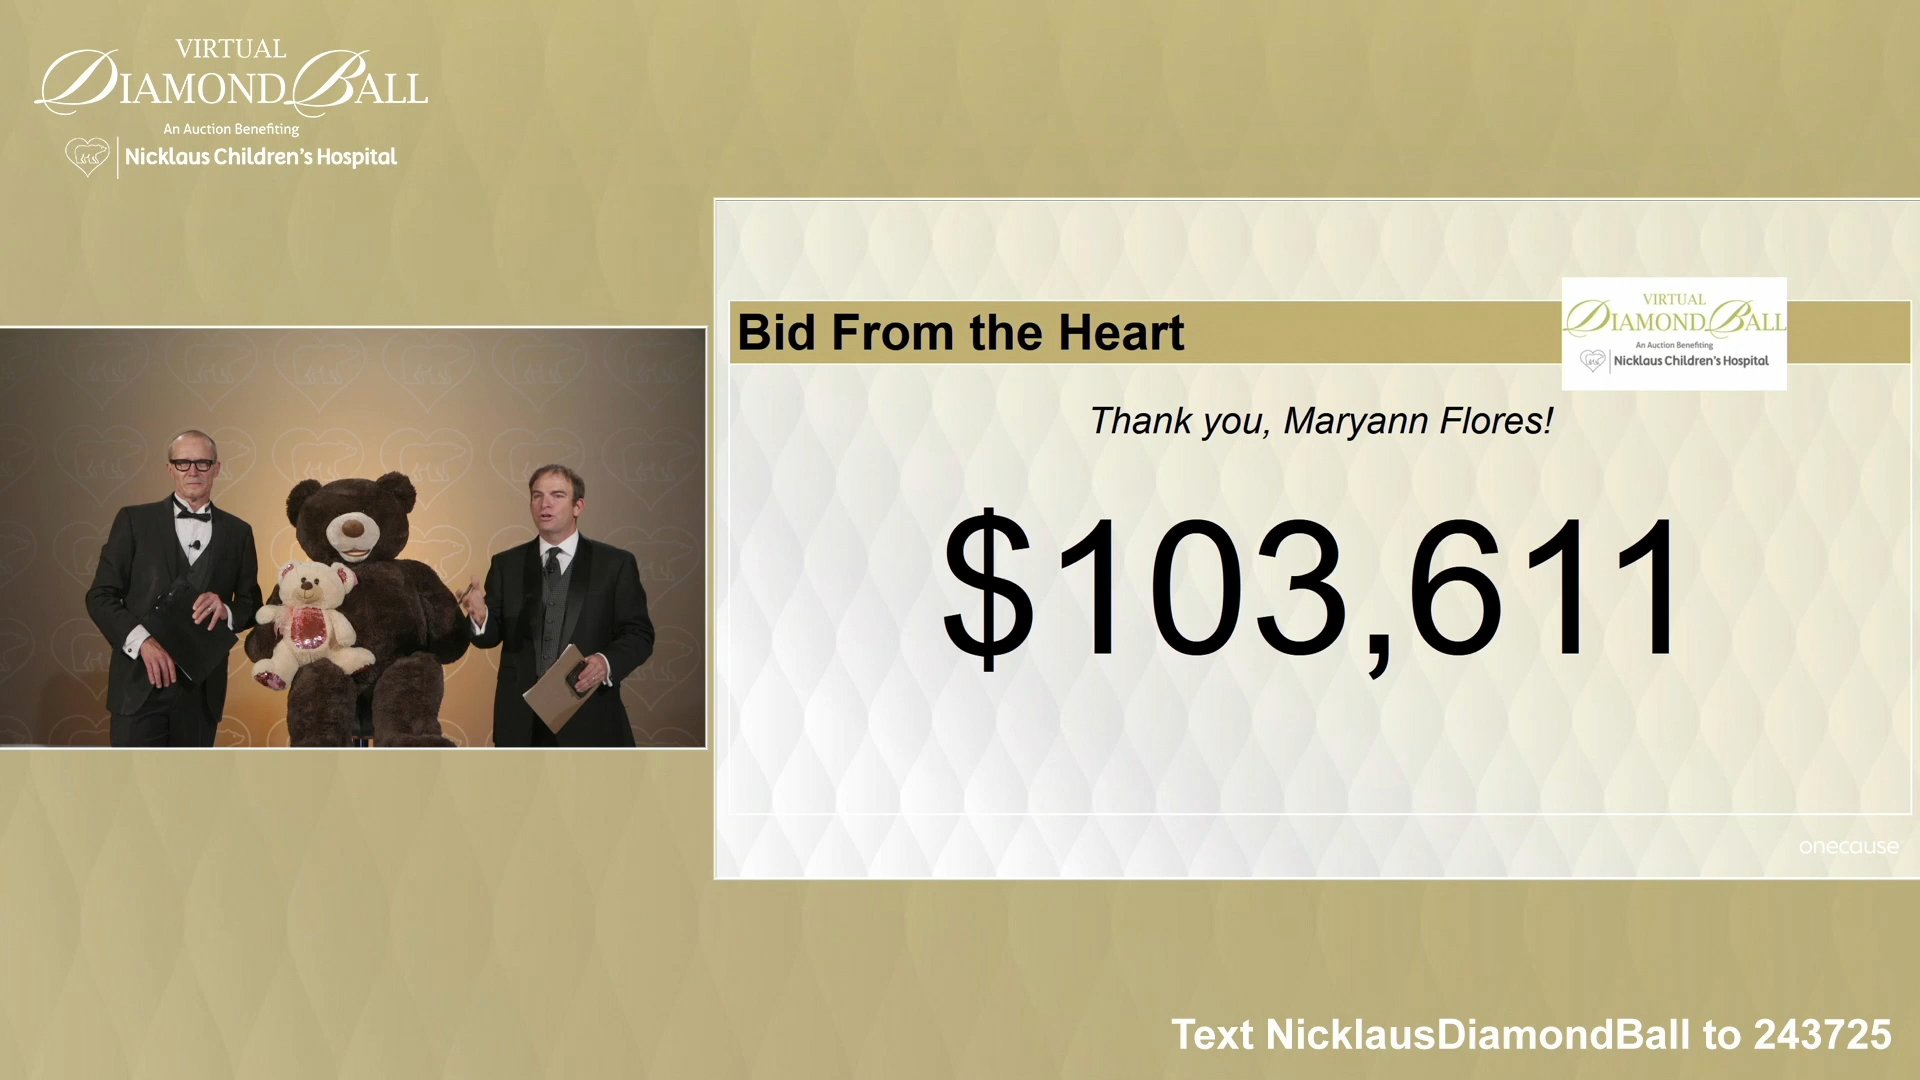 VIRTUAL
DIAMOND BALL
An Auction Benefiting
Nicklaus Children's Hospital
Bid From the Heart
VIRTUAL
DIAMOND BALL
An Auction Benefiting
Nicklaus Children's Hospital
Thank you, Maryann Flores!
$103,611
onecause
Text NicklausDiamondBall to 243725